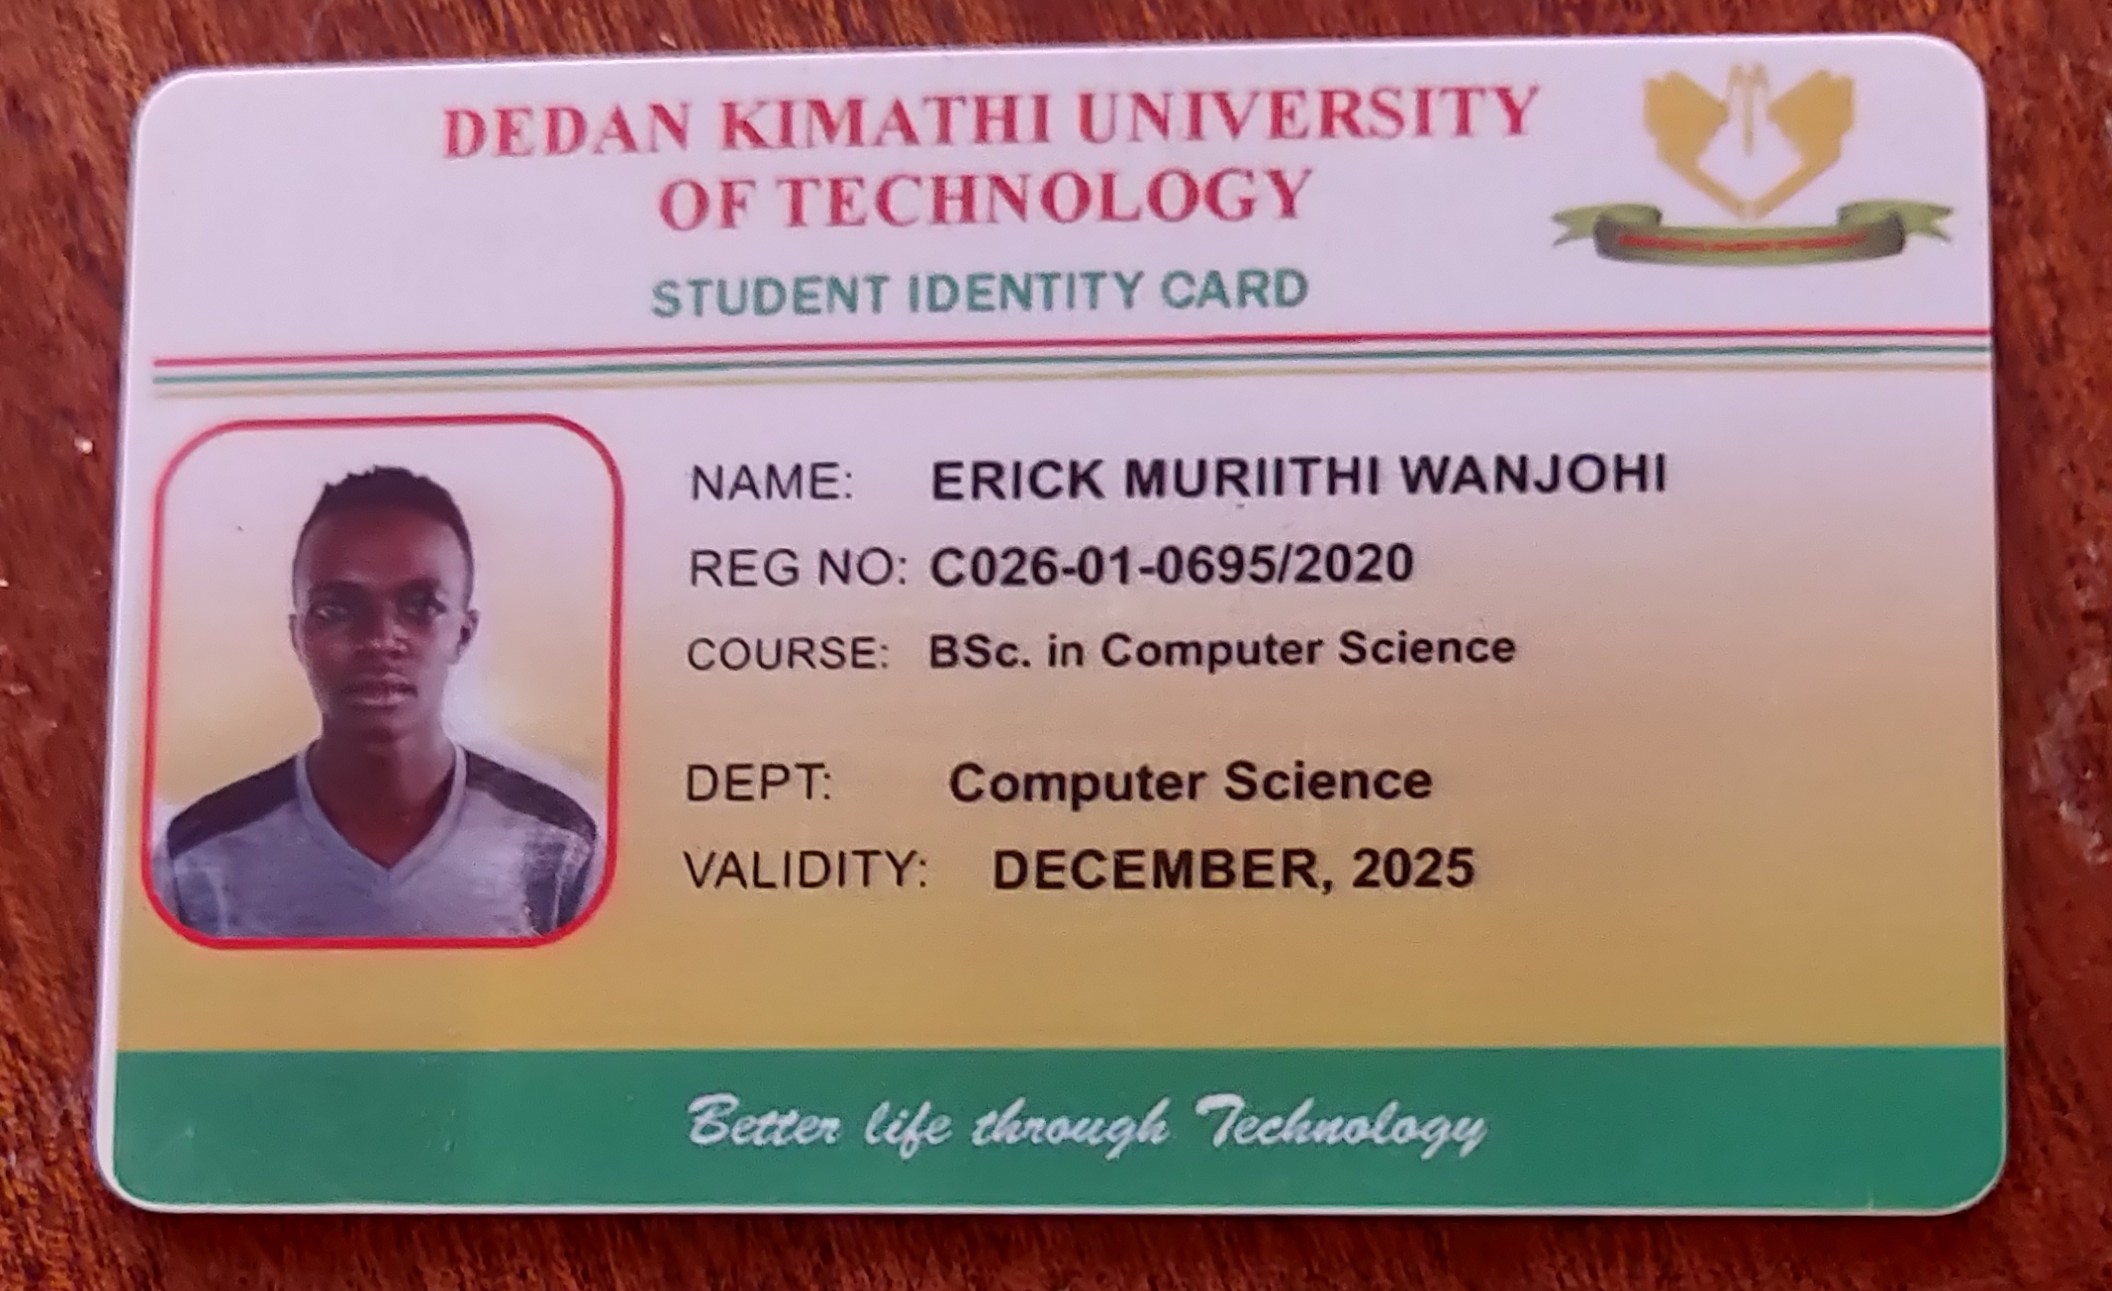 DEDAN KIMATHI UNIVERSITY
OF TECHNOLOGY
STUDENT IDENTITY CARD
NAME: ERICK MURIITHI WANJOHI
REG NO: C026-01-0695/2020
COURSE: BSc. in Computer Science
DEPT: Computer Science
VALIDITY: DECEMBER, 2025
Better life through Technology